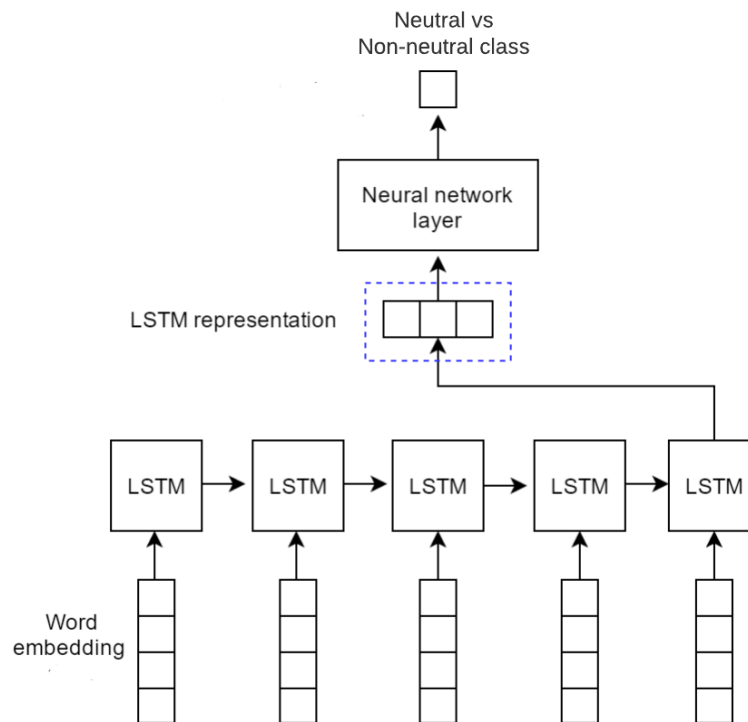 Neutral vs
Non-neutral class
Neural network
layer
LSTM representation
LSTM
LSTM
LSTM
LSTM
LSTM
Word
embedding